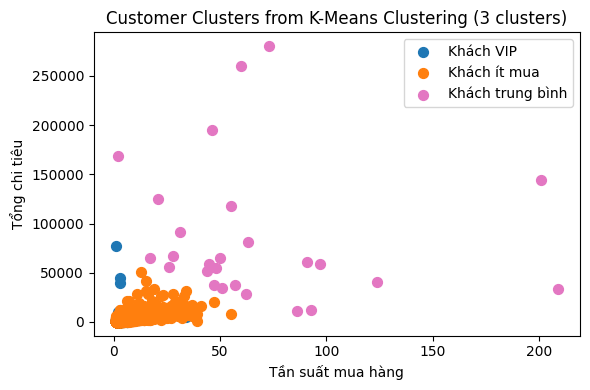 Customer Clusters from K-Means Clustering (3 clusters)
Khách VIP
Khách ít mua
Khách trung bình
Tổng chi tiêu
250000
200000
150000
100000
50000
0
0
50
100
150
200
Tần suất mua hàng